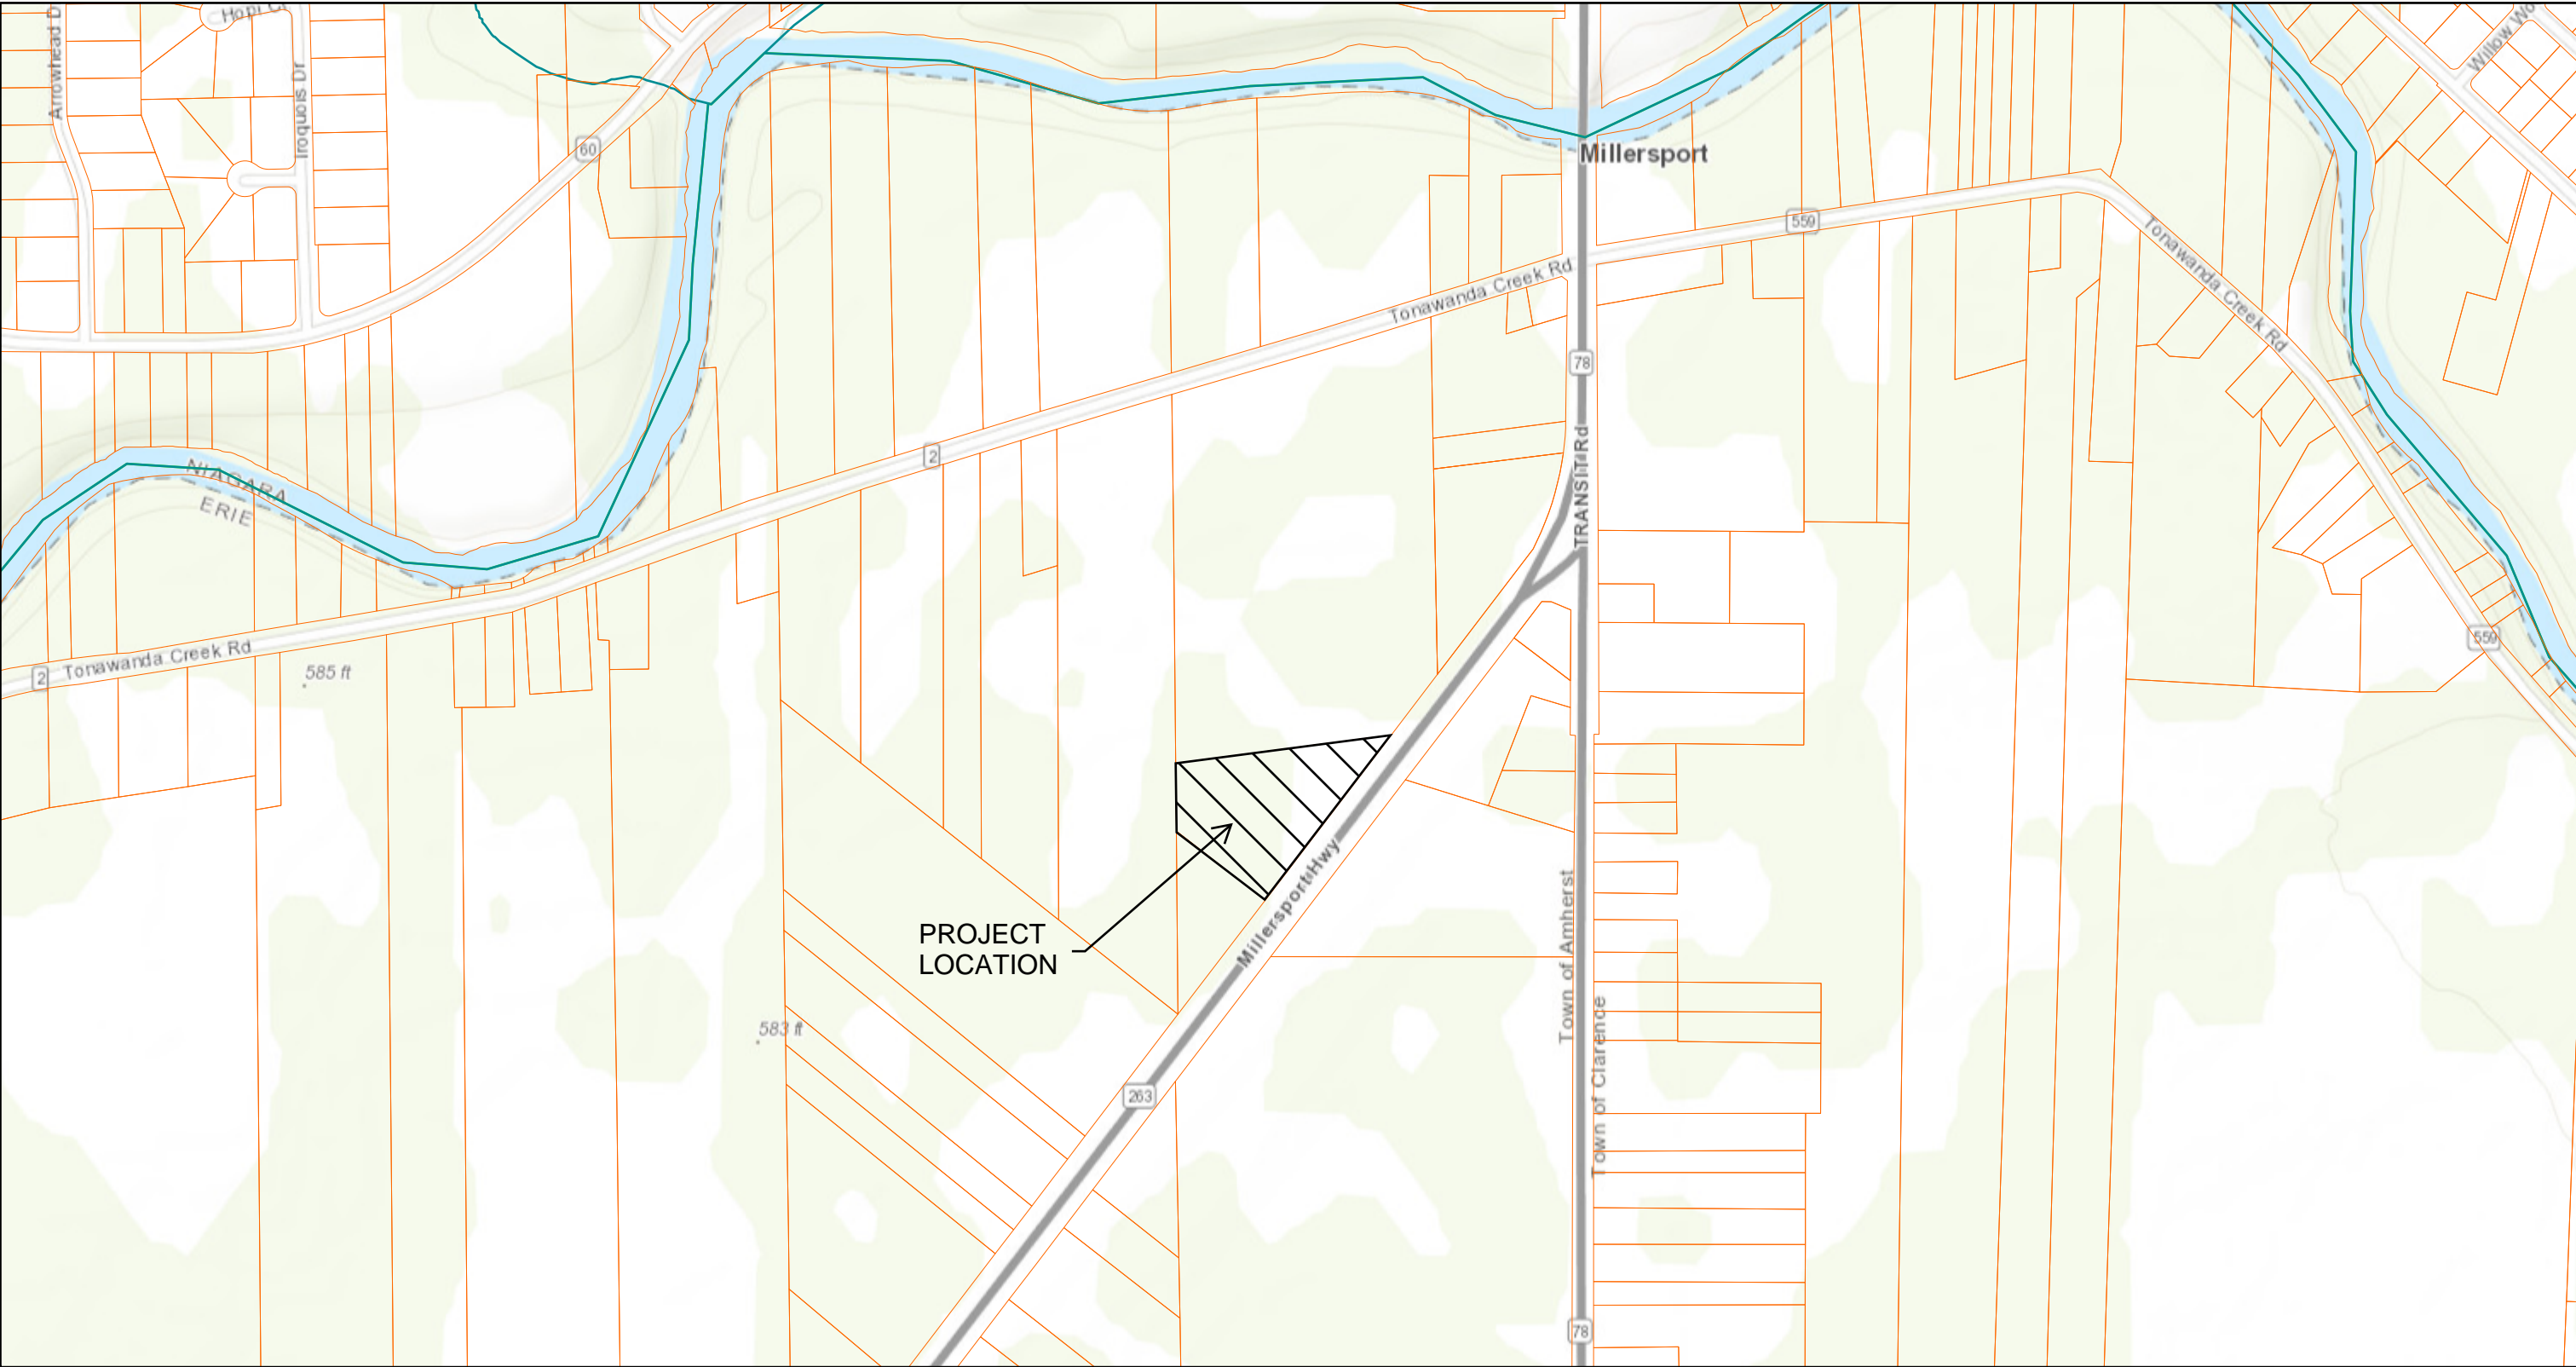 Arrowhead D
Hopi Ct
Iroquois Dr
Willow Wo
60
Millersport
559
Tonawanda Creek Rd
Tonawanda Creek Rd
78
2
TRANSIT Rd
NIAGARA
ERIE
559
2
Tonawanda Creek Rd
585 ft
Millersport Hwy
PROJECT
LOCATION
Town of Amherst
Town of Clarence
583 ft
263
78